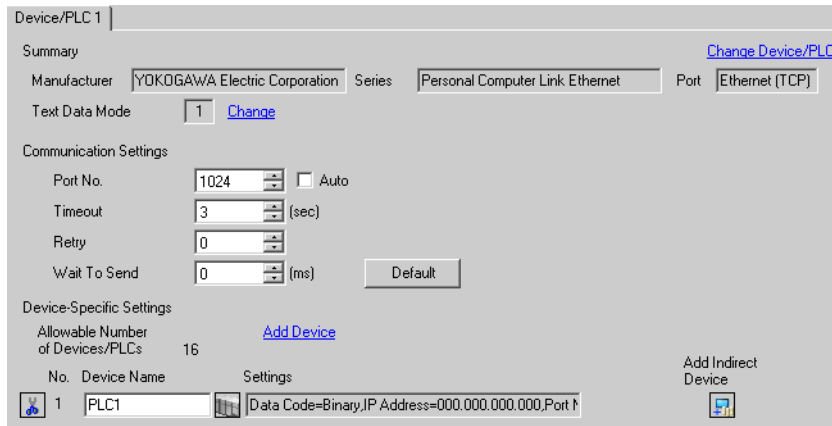 Device/PLC 1
Summary
Change Device/PLC
Manufacturer YOKOGAWA Electric Corporation Series Personal Computer Link Ethernet Port Ethernet (TCP)
Text Data Mode 1 Change
Communication Settings
Port No. 1024 Auto
Timeout 3 (sec)
Retry 0
Wait To Send 0 (ms) Default
Device-Specific Settings
Allowable Number
of Devices/PLCs 16
Add Device
Add Indirect
Device
No. Device Name Settings
1 PLC1 Data Code=Binary,IP Address=000.000.000.000,Port